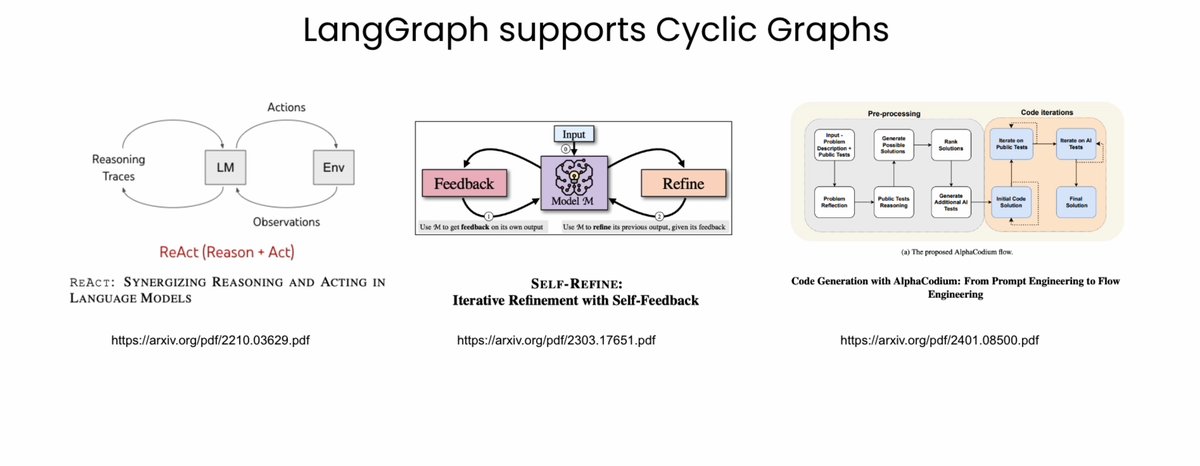 LangGraph supports Cyclic Graphs
Actions
Reasoning
Traces
LM
Env
Observations
ReAct (Reason + Act)
REACT: SYNERGIZING REASONING AND ACTING IN
LANGUAGE MODELS
https://arxiv.org/pdf/2210.03629.pdf
Input
0
Feedback
Model M
Refine
1
2
Use M to get feedback on its own output
Use M to refine its previous output, given its feedback
SELF-REFINE:
Iterative Refinement with Self-Feedback
https://arxiv.org/pdf/2303.17651.pdf
Pre-processing
Code iterations
Input -
Problem
Description +
Public Tests
Generate
Possible
Solutions
Rank
Solutions
Iterate on
Public Tests
Iterate on AI
Tests
Problem
Reflection
Public Tests
Reasoning
Generate
Additional AI
Tests
Initial Code
Solution
Final
Solution
(a) The proposed AlphaCodium flow.
Code Generation with AlphaCodium: From Prompt Engineering to Flow
Engineering
https://arxiv.org/pdf/2401.08500.pdf